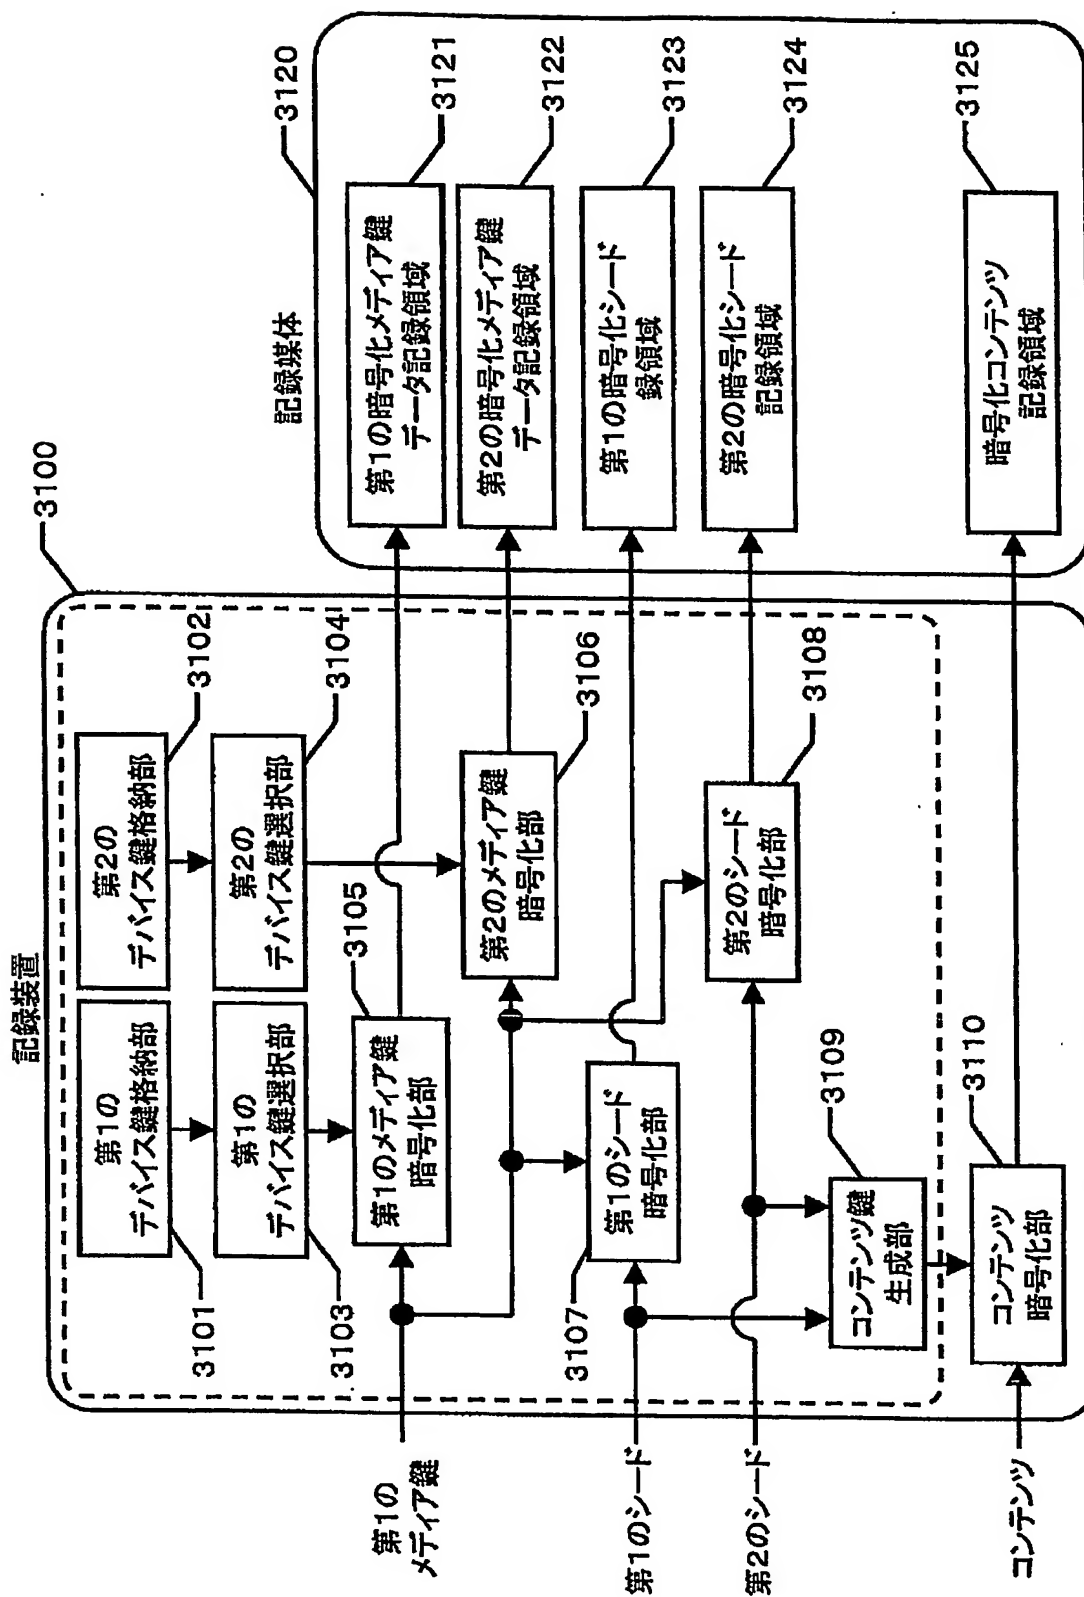 記録装置
3100
第1の
デバイス鍵格納部
3101
第2の
デバイス鍵格納部
3102
第1の
デバイス鍵選択部
3103
第2の
デバイス鍵選択部
3104
第1の
メディア鍵
第1のメディア鍵
暗号化部
3105
第2のメディア鍵
暗号化部
3106
第1のシード
第1のシード
暗号化部
3107
第2のシード
第2のシード
暗号化部
3108
コンテンツ鍵
生成部
3109
コンテンツ
コンテンツ
暗号化部
3110
記録媒体
3120
第1の暗号化メディア鍵
データ記録領域
3121
第2の暗号化メディア鍵
データ記録領域
3122
第1の暗号化シード
録領域
3123
第2の暗号化シード
記録領域
3124
暗号化コンテンツ
記録領域
3125